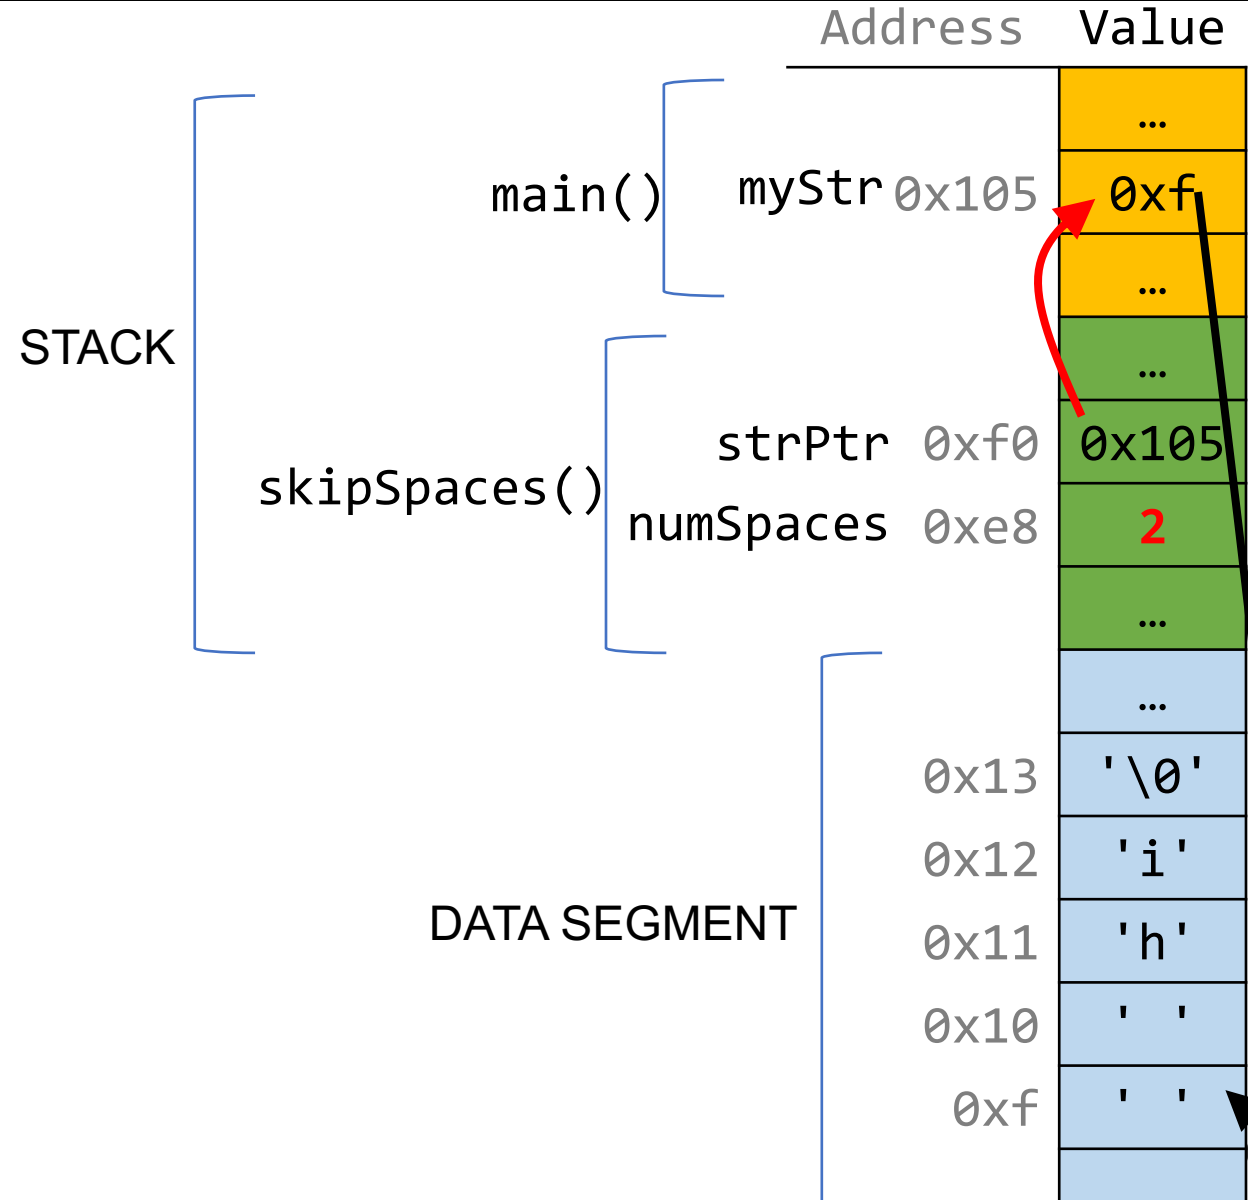 Address Value
…
main() myStr 0x105 0xf
…
STACK
…
strPtr 0xf0 0x105
skipSpaces()
numSpaces 0xe8 2
…
…
0x13 '\0'
0x12 'i'
DATA SEGMENT
0x11 'h'
0x10 ' '
0xf ' '